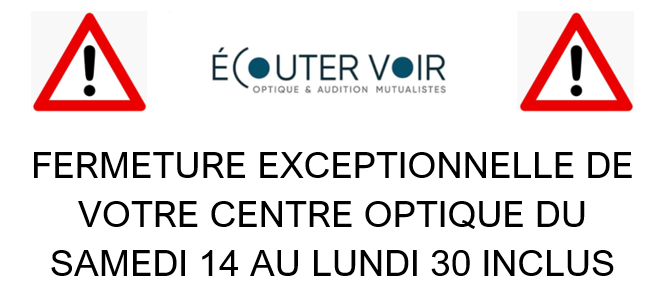 ÉCOUTER VOIR
OPTIQUE & AUDITION MUTUALISTES
FERMETURE EXCEPTIONNELLE DE
VOTRE CENTRE OPTIQUE DU
SAMEDI 14 AU LUNDI 30 INCLUS